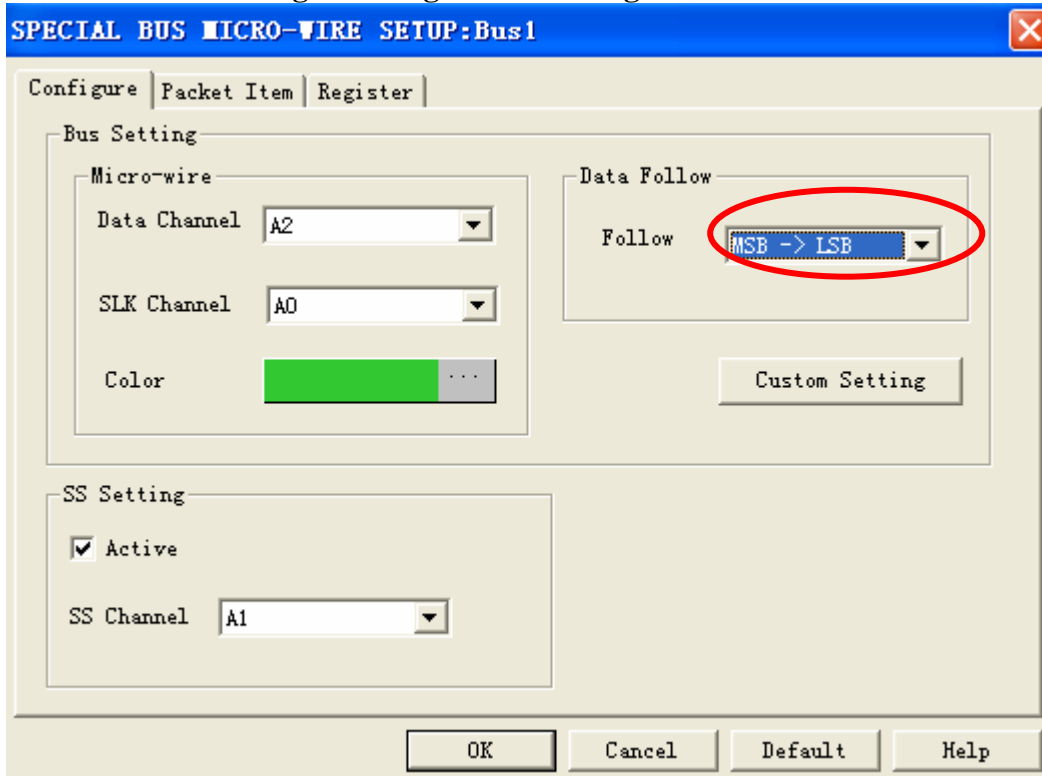 SPECIAL BUS MICRO-WIRE SETUP:Bus1
Configure Packet Item Register
Bus Setting
Micro-wire
Data Channel A2
SLK Channel A0
Color ...
Data Follow
Follow MSB -> LSB
Custom Setting
SS Setting
Active
SS Channel A1
OK Cancel Default Help